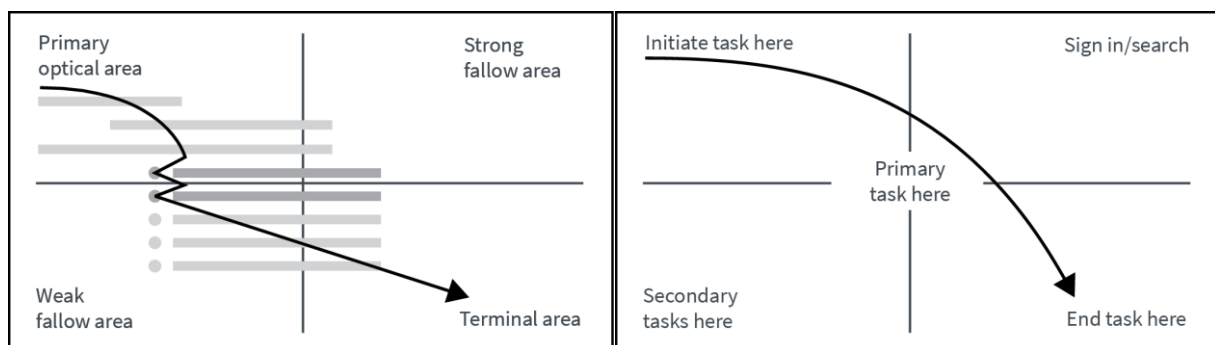 Primary
optical area
Strong
fallow area
Weak
fallow area
Terminal area
Initiate task here
Sign in/search
Primary
task here
Secondary
tasks here
End task here